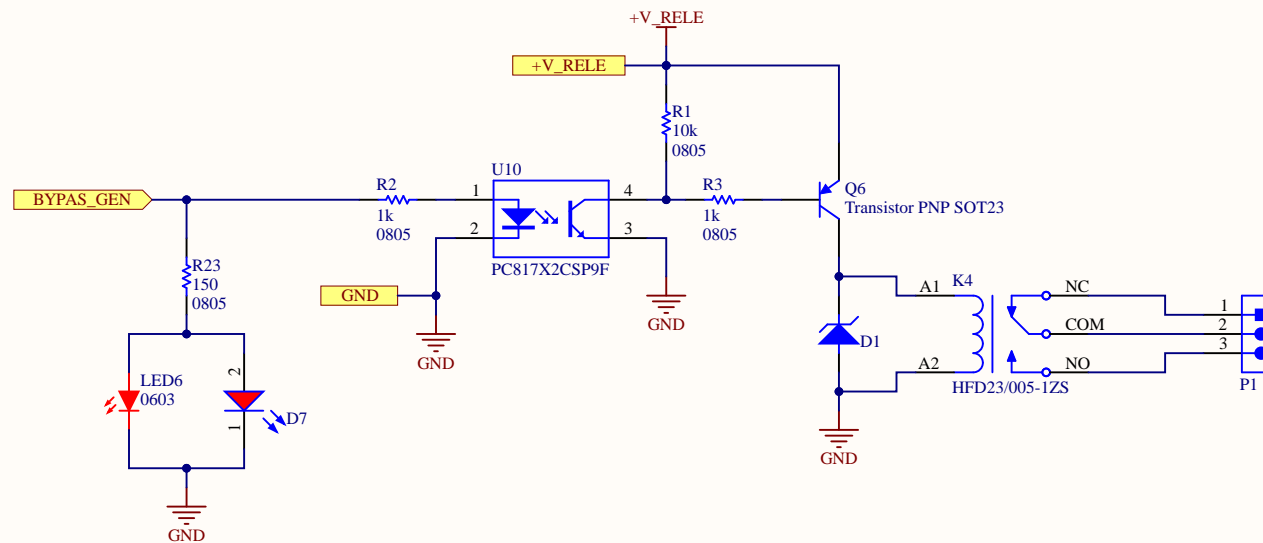 +V_RELE
+V_RELE
R1
10k
0805
U10
BYPAS_GEN
R2
1k
0805
1
2
4
3
R3
1k
0805
Q6
Transistor PNP SOT23
PC817X2CSP9F
R23
150
0805
GND
GND
GND
K4
A1
A2
NC
COM
NO
1
2
3
D1
HFD23/005-1ZS
P1
LED6
0603
2
1
D7
GND
GND